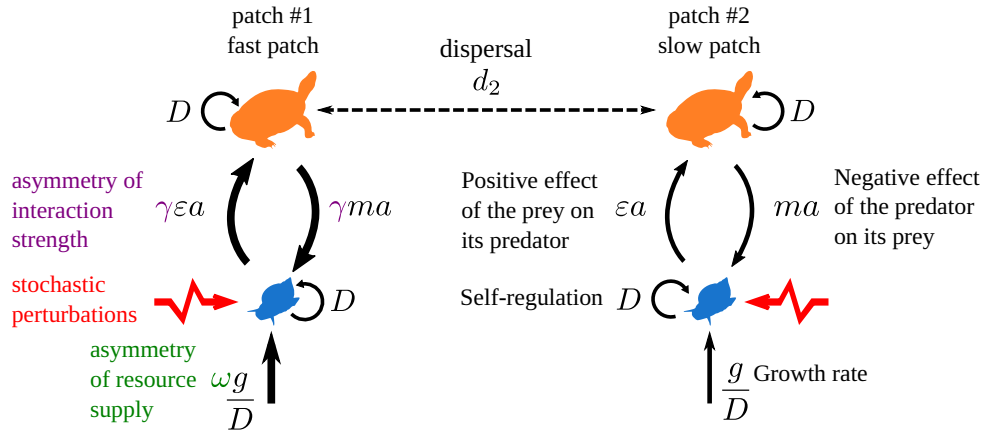 patch #1
fast patch
patch #2
slow patch
dispersal
d₂
D
D
asymmetry of
interaction
strength
γεa
γma
Positive effect
of the prey on
its predator
εa
ma
Negative effect
of the predator
on its prey
stochastic
perturbations
D
Self-regulation
D
asymmetry
of resource
supply
ωg
D
g
D
Growth rate